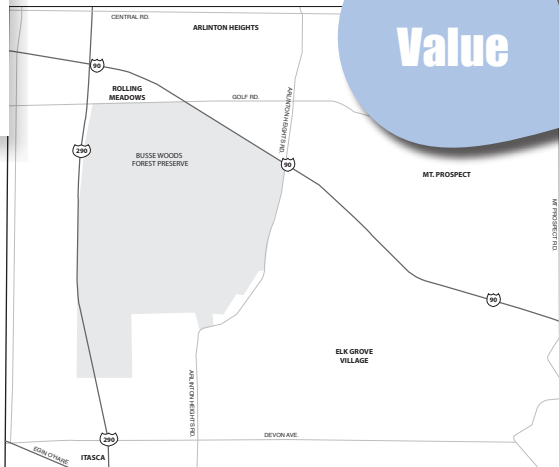 CENTRAL RD.
ARLINTON HEIGHTS
Value
90
ROLLING
MEADOWS
GOLF RD.
ARLINTON HEIGHTS RD.
290
BUSSE WOODS
FOREST PRESERVE
90
MT. PROSPECT
MT PROSPECT RD.
90
ELK GROVE
VILLAGE
ARLINTON HEIGHTS RD.
290
DEVON AVE.
EGIN O'HARE
ITASCA